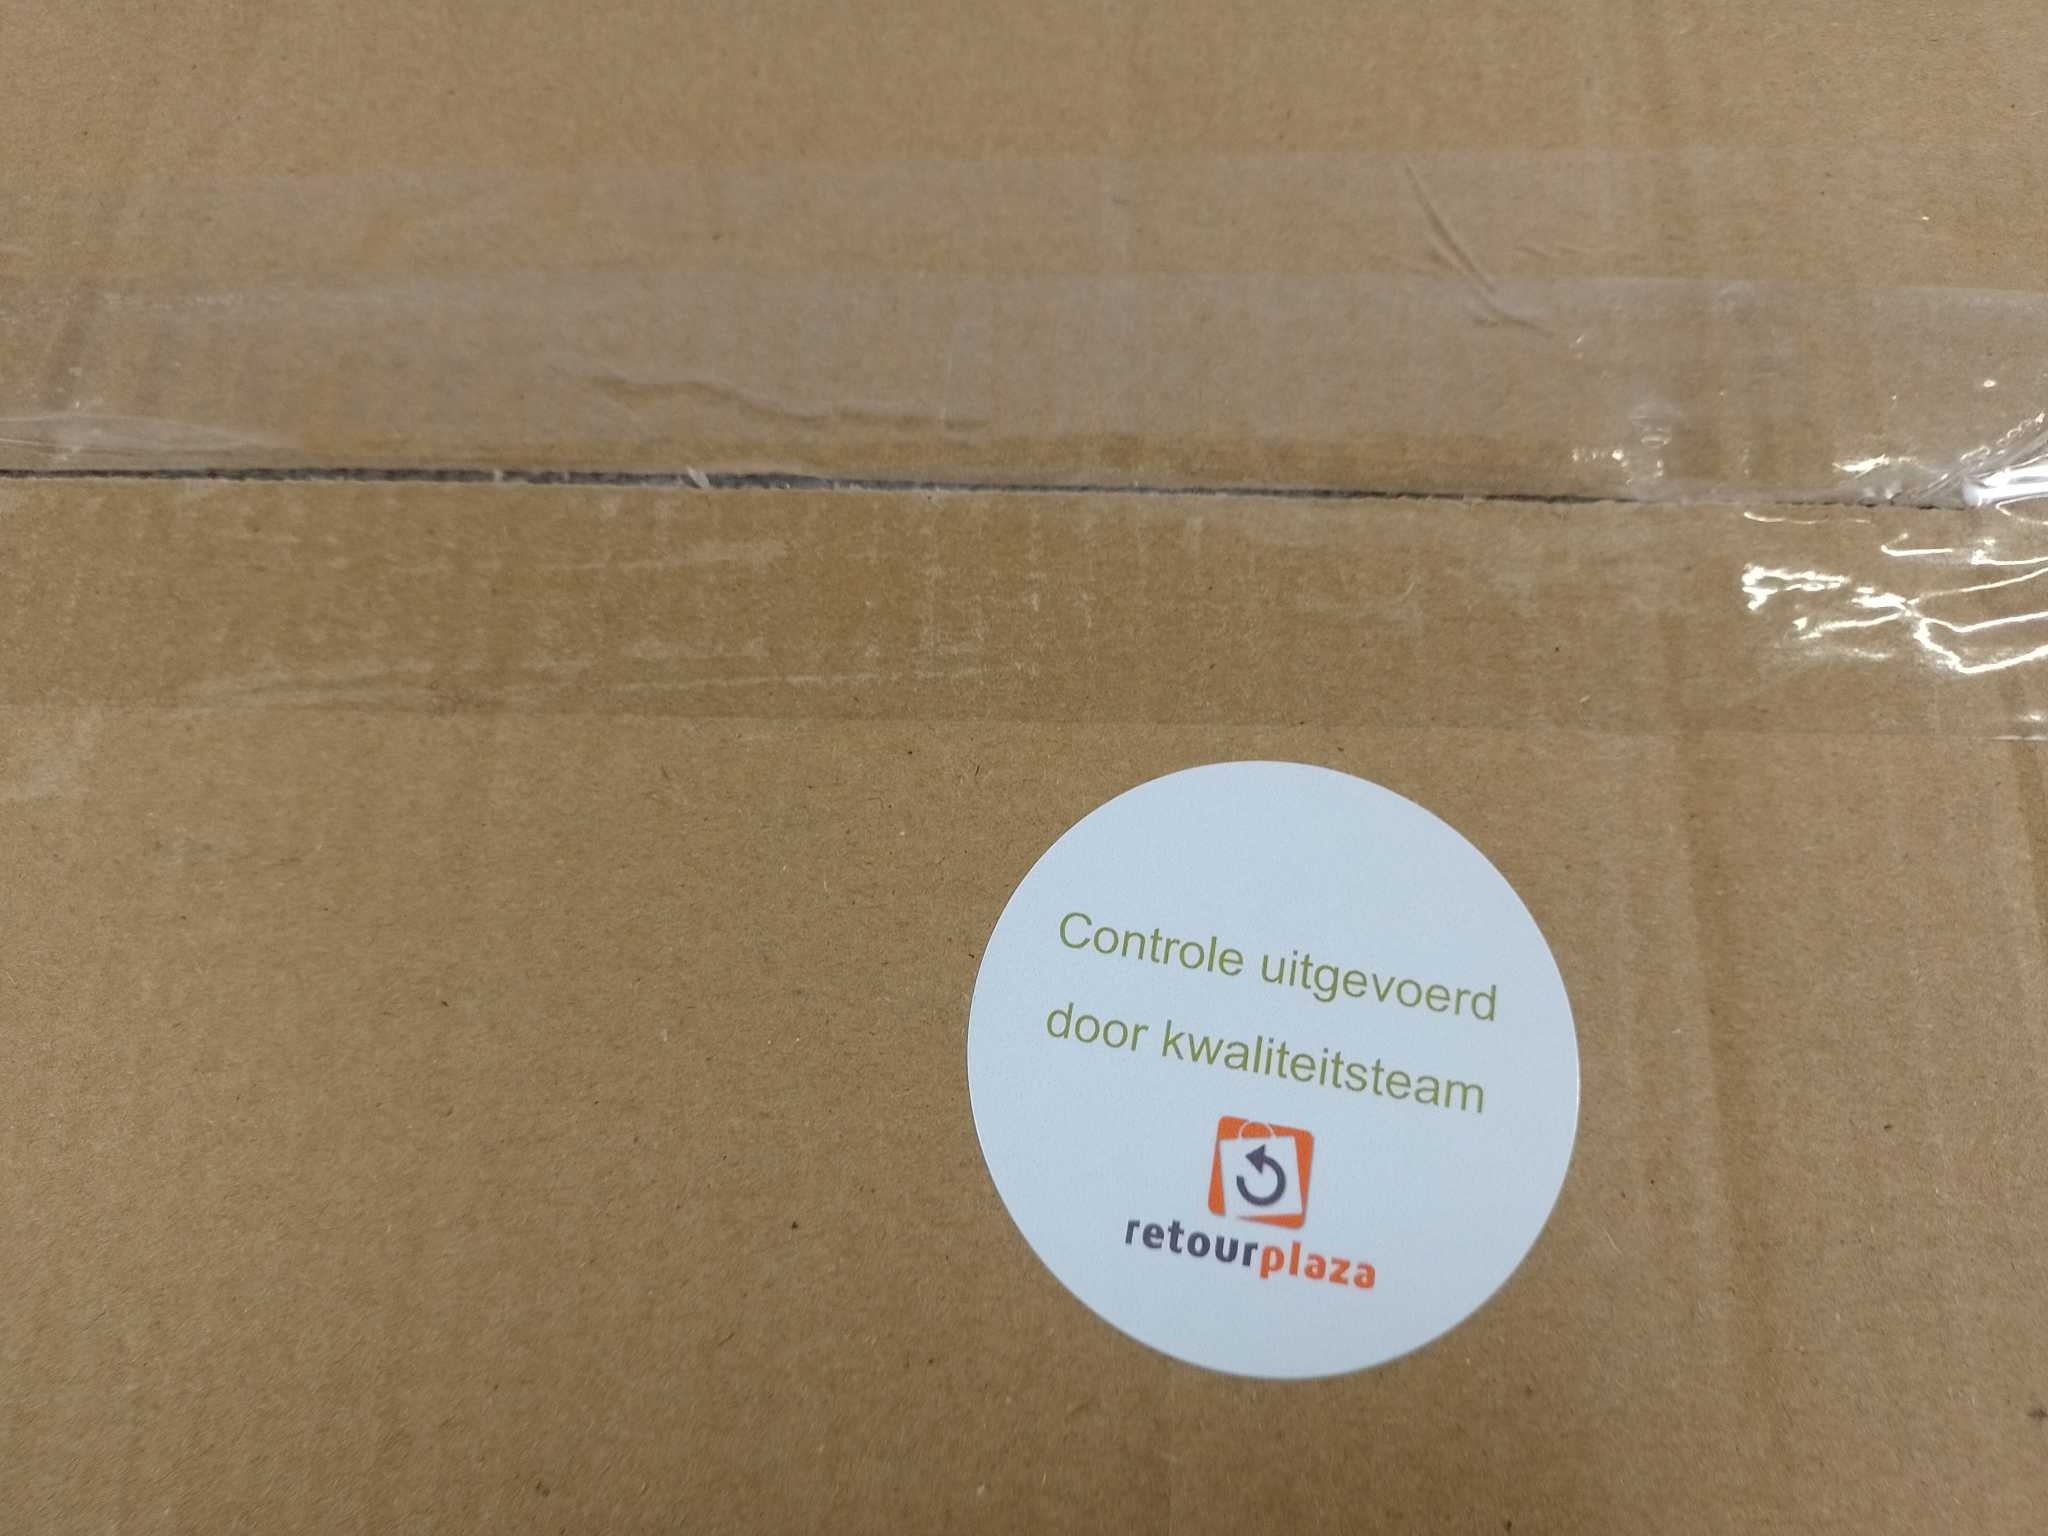 Controle uitgevoerd
door kwaliteitsteam
retourplaza